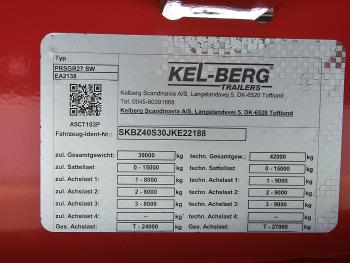 Typ
PRSGR27 SW
EA2138
KEL-BERG
TRAILERS
Kelberg Scandinavia A/S, Langelandsvej 5, DK-6520 Toftlund
Tel.:0045-60391668
Kelberg Scandinavia A/S, Langelandsvej 5, DK-6520 Toftlund
A5CT103P
Fahrzeug-Ident-Nr.: SKBZ40S30JKE22188
zul. Gesamtgewicht: 39000 kg techn. Gesamtgew.: 42000 kg
zul. Sattellast 0 - 15000 kg techn. Sattellast 0 - 15000 kg
zul. Achslast 1 1 - 8000 kg techn. Achslast 1 1 - 9000 kg
zul. Achslast 2 2 - 8000 kg techn. Achslast 2 2 - 9000 kg
zul. Achslast 3 3 - 8000 kg techn. Achslast 3 3 - 9000 kg
zul. Achslast 4: -- kg techn. Achslast 4: -- kg
Ges. Achslast: T - 24000 kg Ges. Achslast: T - 27000 kg